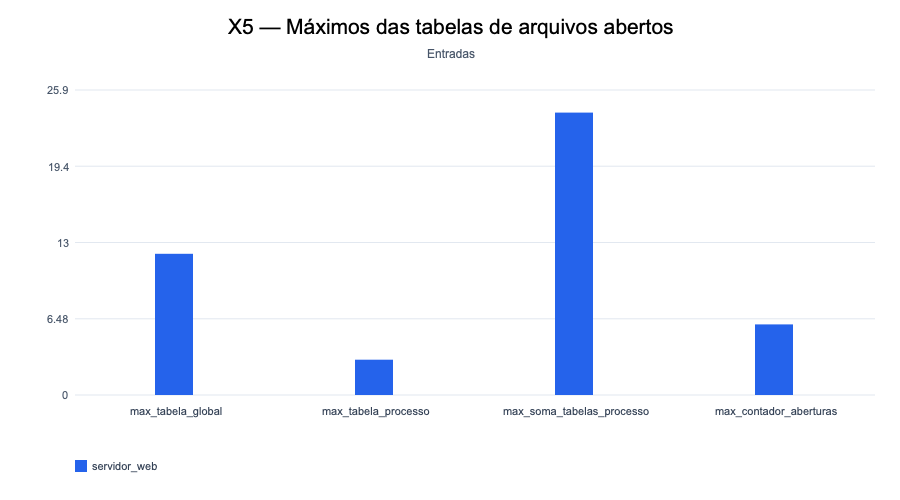 X5 — Máximos das tabelas de arquivos abertos
Entradas
25.9
19.4
13
6.48
0
max_tabela_global
max_tabela_processo
max_soma_tabelas_processo
max_contador_aberturas
servidor_web